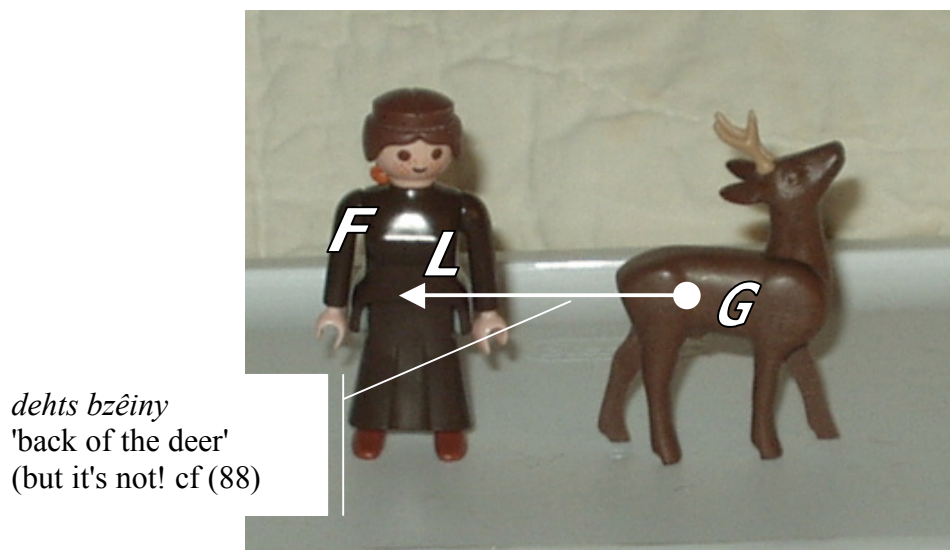 F
L
G
dehts bzêiny
'back of the deer'
(but it's not! cf (88)